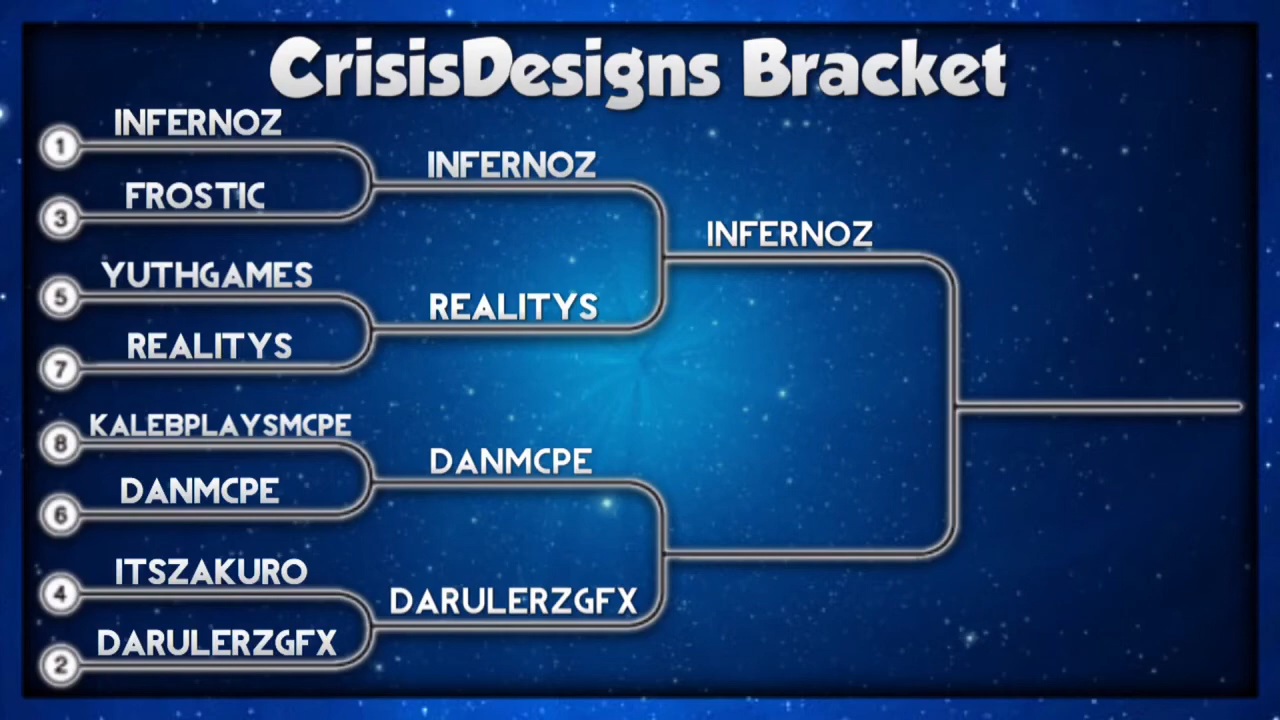 CrisisDesigns Bracket
INFERNOZ
1
FROSTIC
3
YUTHGAMES
5
REALITYS
7
KALEBPLAYSMCPE
8
DANMCPE
6
ITSZAKURO
4
DARULERZGFX
2
INFERNOZ
REALITYS
DANMCPE
DARULERZGFX
INFERNOZ